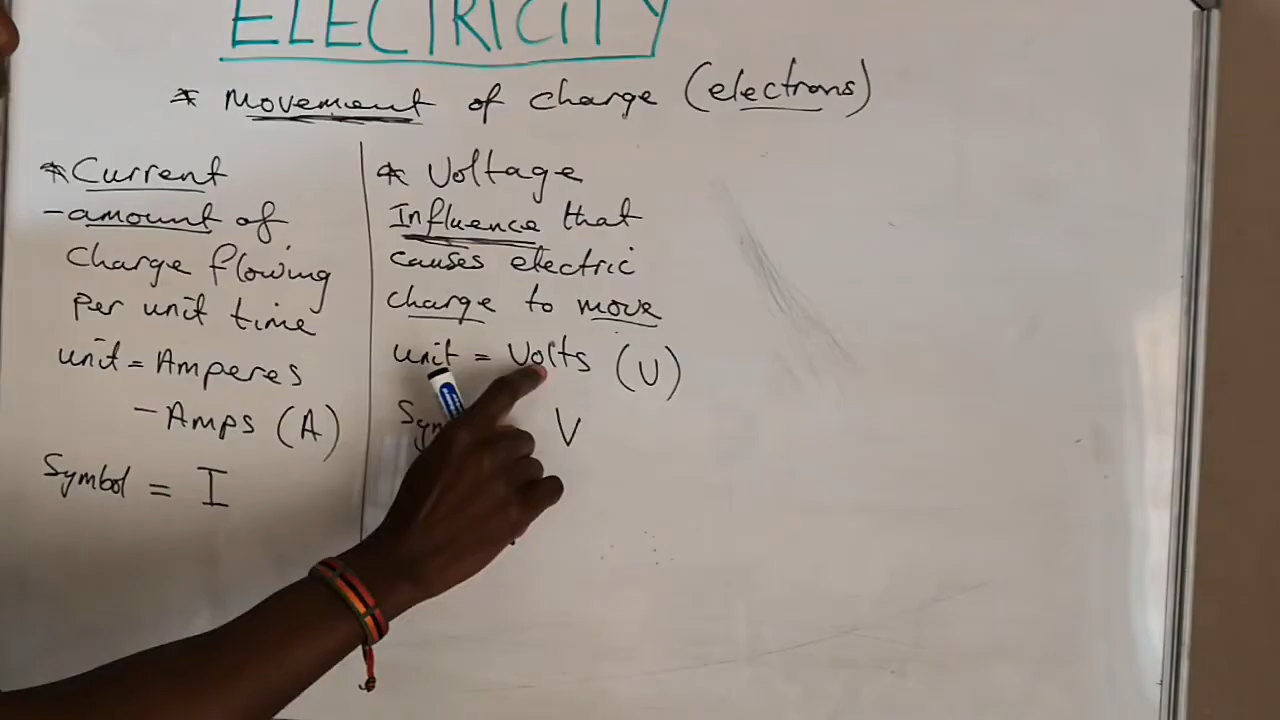 ELECTRICITY
* Movement of charge (electrons)
* Current
- amount of
charge flowing
per unit time
unit = Amperes
- Amps (A)
Symbol = I
* Voltage
Influence that
causes electric
charge to move
unit = Volts (V)
V